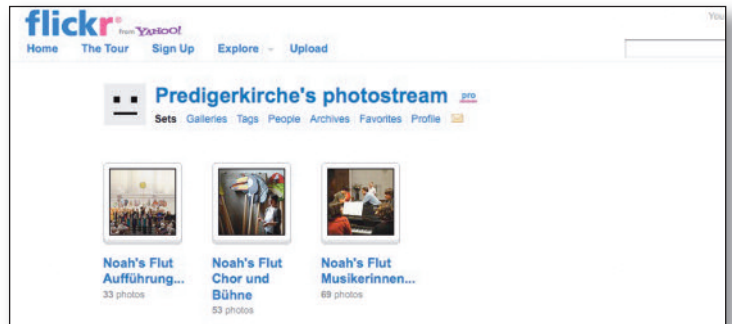 You
flickr from YAHOO!
Home The Tour Sign Up Explore Upload
Predigerkirche's photostream pro
Sets Galleries Tags People Archives Favorites Profile
Noah's Flut
Aufführung...
33 photos
Noah's Flut
Chor und
Bühne
53 photos
Noah's Flut
Musikerinnen...
69 photos